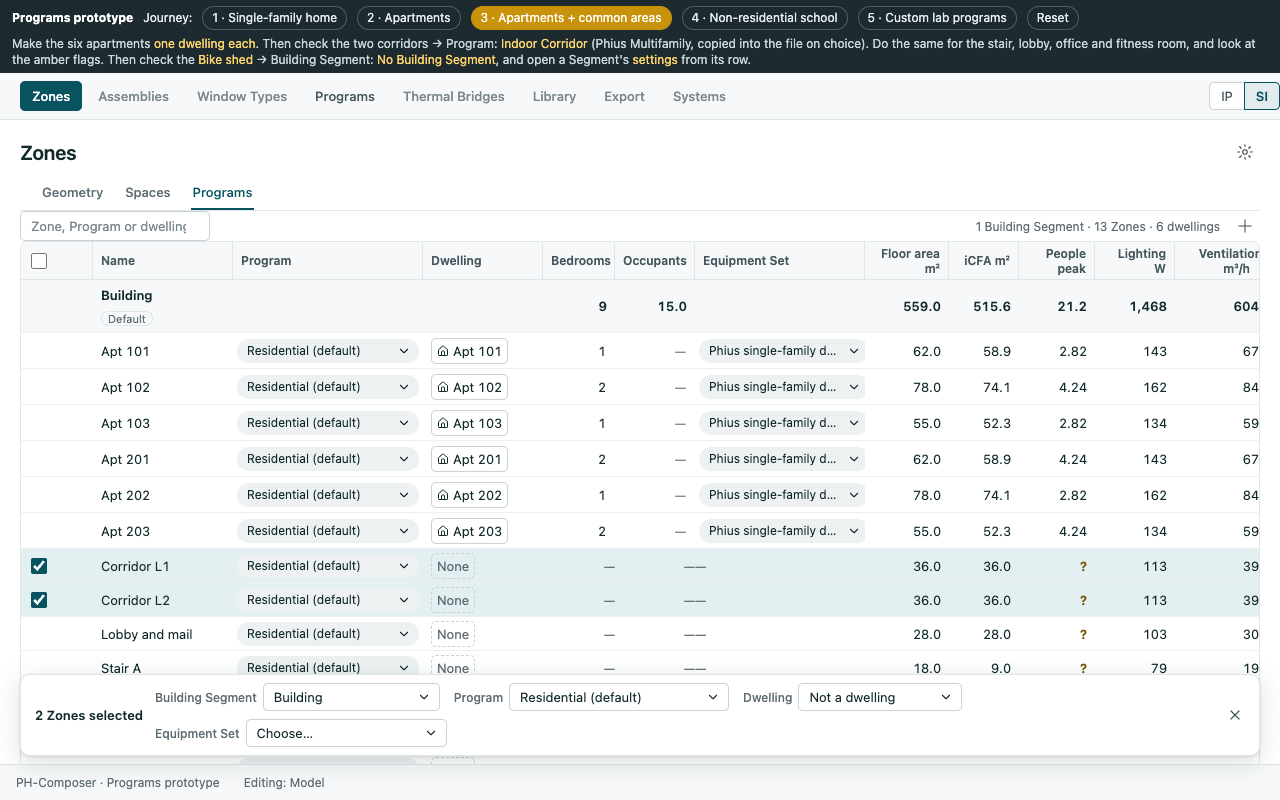 Programs prototype Journey: 1 · Single-family home 2 · Apartments 3 · Apartments + common areas 4 · Non-residential school 5 · Custom lab programs Reset
Make the six apartments one dwelling each. Then check the two corridors → Program: Indoor Corridor (Phius Multifamily, copied into the file on choice). Do the same for the stair, lobby, office and fitness room, and look at
the amber flags. Then check the Bike shed → Building Segment: No Building Segment, and open a Segment's settings from its row.
Zones Assemblies Window Types Programs Thermal Bridges Library Export Systems IP SI
Zones
Geometry Spaces Programs
Zone, Program or dwelling 1 Building Segment · 13 Zones · 6 dwellings
Name Program Dwelling Bedrooms Occupants Equipment Set Floor area m² iCFA m² People peak Lighting W Ventilation m³/h
Building 9 15.0 559.0 515.6 21.2 1,468 604
Default
Apt 101 Residential (default) Apt 101 1 — Phius single-family d... 62.0 58.9 2.82 143 67
Apt 102 Residential (default) Apt 102 2 — Phius single-family d... 78.0 74.1 4.24 162 84
Apt 103 Residential (default) Apt 103 1 — Phius single-family d... 55.0 52.3 2.82 134 59
Apt 201 Residential (default) Apt 201 2 — Phius single-family d... 62.0 58.9 4.24 143 67
Apt 202 Residential (default) Apt 202 1 — Phius single-family d... 78.0 74.1 2.82 162 84
Apt 203 Residential (default) Apt 203 2 — Phius single-family d... 55.0 52.3 4.24 134 59
Corridor L1 Residential (default) None — — — 36.0 36.0 ? 113 39
Corridor L2 Residential (default) None — — — 36.0 36.0 ? 113 39
Lobby and mail Residential (default) None — — — 28.0 28.0 ? 103 30
Stair A Residential (default) None — — — 18.0 9.0 ? 79 19
2 Zones selected Building Segment Building Program Residential (default) Dwelling Not a dwelling
Equipment Set Choose...
PH-Composer · Programs prototype Editing: Model